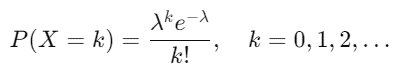 P(X = k) = \frac{\lambda^k e^{-\lambda}}{k!}, \quad k = 0, 1, 2, \ldots